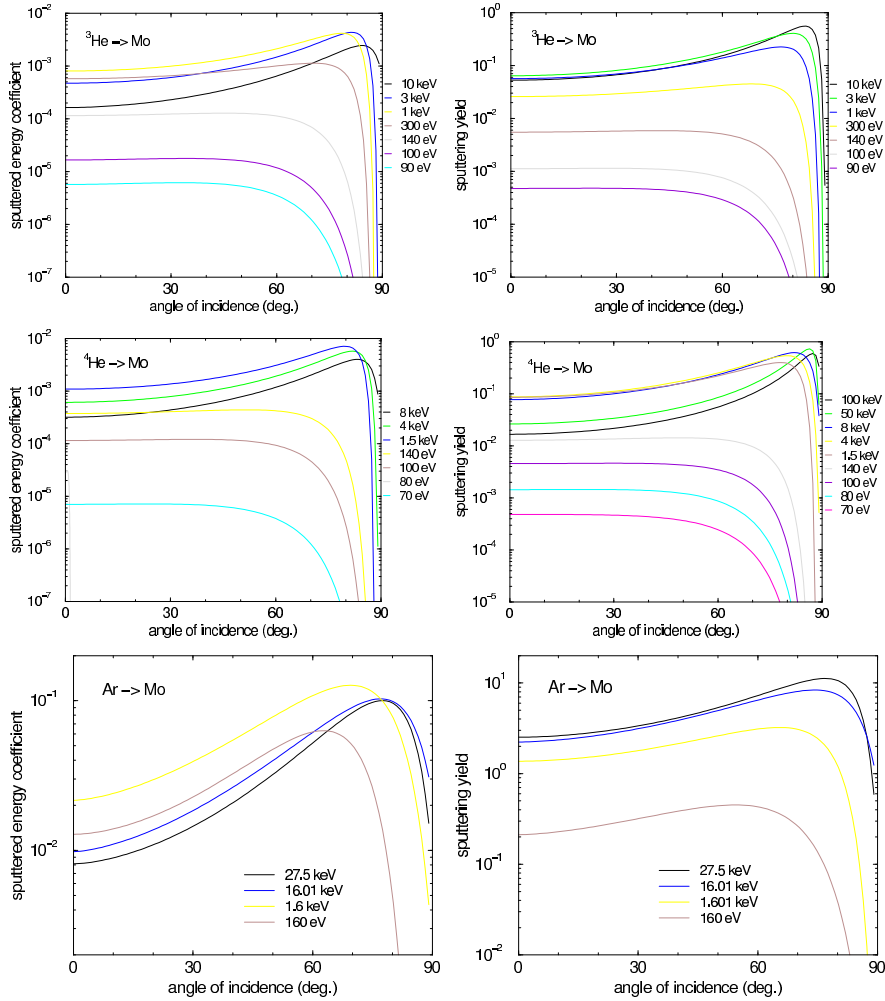 ³He -> Mo
sputtered energy coefficient
10⁻²
10⁻³
10⁻⁴
10⁻⁵
10⁻⁶
10⁻⁷
0
30
60
90
angle of incidence (deg.)
10 keV
3 keV
1 keV
300 eV
140 eV
100 eV
90 eV
³He -> Mo
sputtering yield
10⁰
10⁻¹
10⁻²
10⁻³
10⁻⁴
10⁻⁵
0
30
60
90
angle of incidence (deg.)
10 keV
3 keV
1 keV
300 eV
140 eV
100 eV
90 eV
⁴He -> Mo
sputtered energy coefficient
10⁻²
10⁻³
10⁻⁴
10⁻⁵
10⁻⁶
10⁻⁷
0
30
60
90
angle of incidence (deg.)
8 keV
4 keV
1.5 keV
140 eV
100 eV
80 eV
70 eV
⁴He -> Mo
sputtering yield
10⁰
10⁻¹
10⁻²
10⁻³
10⁻⁴
10⁻⁵
0
30
60
90
angle of incidence (deg.)
100 keV
50 keV
8 keV
4 keV
1.5 keV
140 eV
100 eV
80 eV
70 eV
Ar -> Mo
sputtered energy coefficient
10⁻¹
10⁻²
0
30
60
90
angle of incidence (deg.)
27.5 keV
16.01 keV
1.6 keV
160 eV
Ar -> Mo
sputtering yield
10¹
10⁰
10⁻¹
10⁻²
0
30
60
90
angle of incidence (deg.)
27.5 keV
16.01 keV
1.601 keV
160 eV